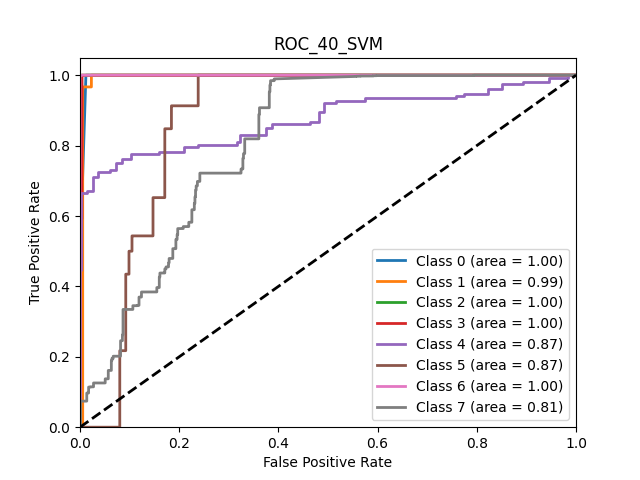 ROC_40_SVM
True Positive Rate
1.0
0.8
0.6
0.4
0.2
0.0
Class 0 (area = 1.00)
Class 1 (area = 0.99)
Class 2 (area = 1.00)
Class 3 (area = 1.00)
Class 4 (area = 0.87)
Class 5 (area = 0.87)
Class 6 (area = 1.00)
Class 7 (area = 0.81)
0.0 0.2 0.4 0.6 0.8 1.0
False Positive Rate